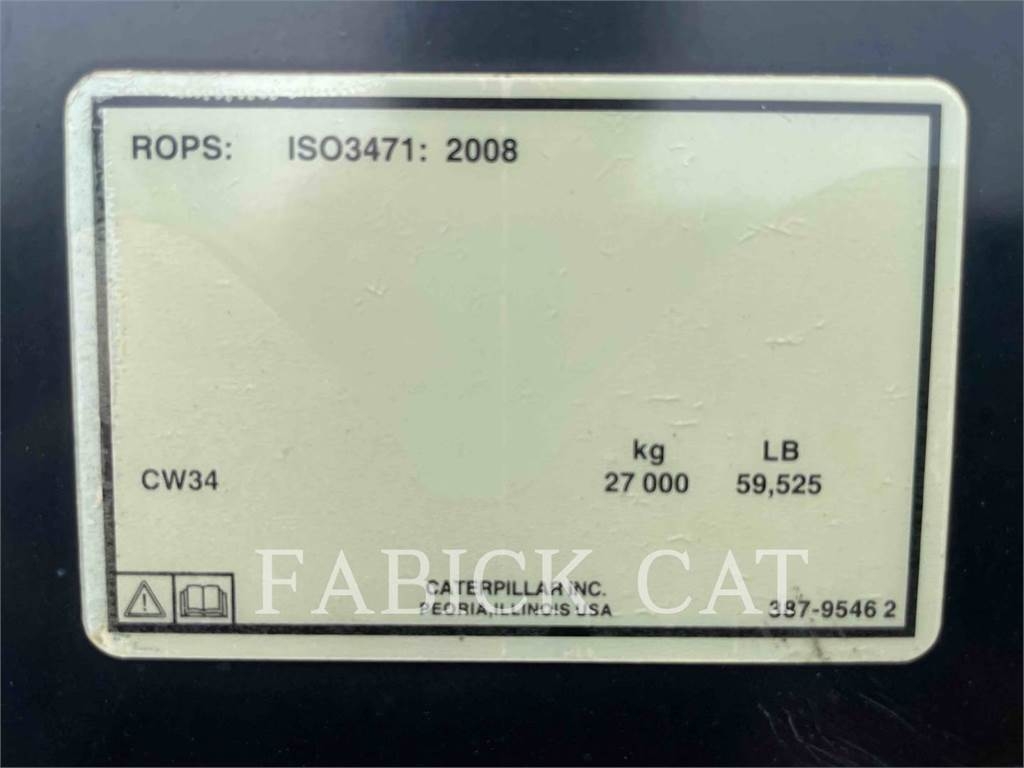 ROPS: ISO3471: 2008
kg LB
CW34 27 000 59,525
FABICK CAT
CATERPILLAR INC.
PEORIA, ILLINOIS USA
387-9546 2